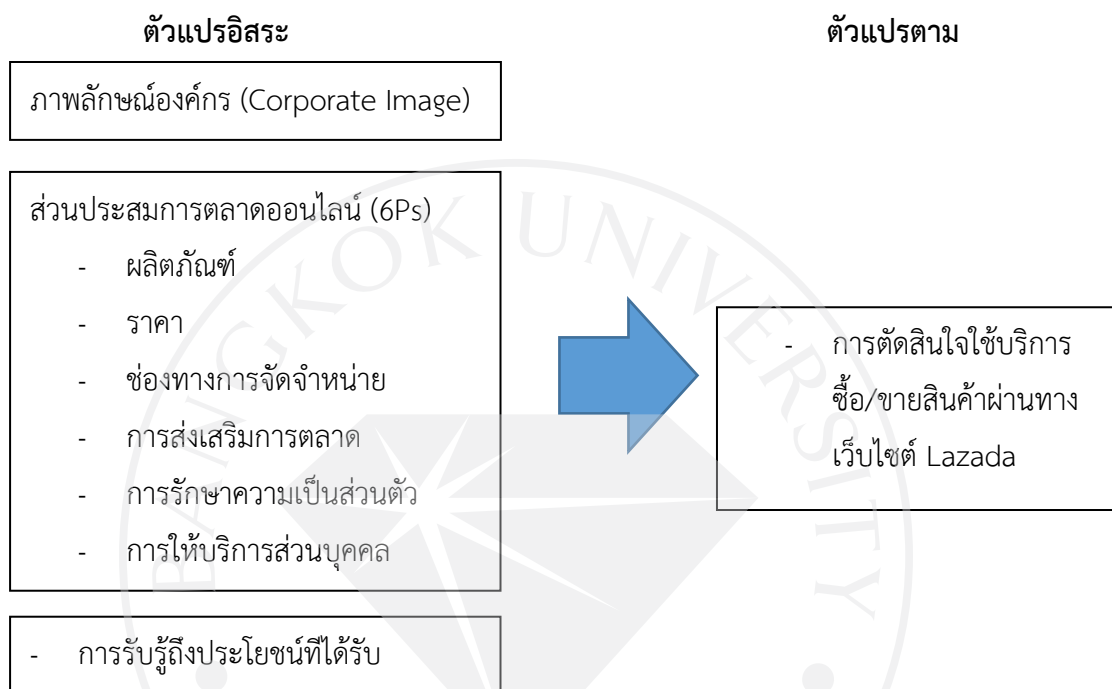 ตัวแปรอิสระ
ตัวแปรตาม
ภาพลักษณ์องค์กร (Corporate Image)
ส่วนประสมการตลาดออนไลน์ (6Ps)
- ผลิตภัณฑ์
- ราคา
- ช่องทางการจัดจำหน่าย
- การส่งเสริมการตลาด
- การรักษาความเป็นส่วนตัว
- การให้บริการส่วนบุคคล
- การรับรู้ถึงประโยชน์ที่ได้รับ
- การตัดสินใจใช้บริการ
ซื้อ/ขายสินค้าผ่านทาง
เว็บไซต์ Lazada
BANGKOK UNIVERSITY